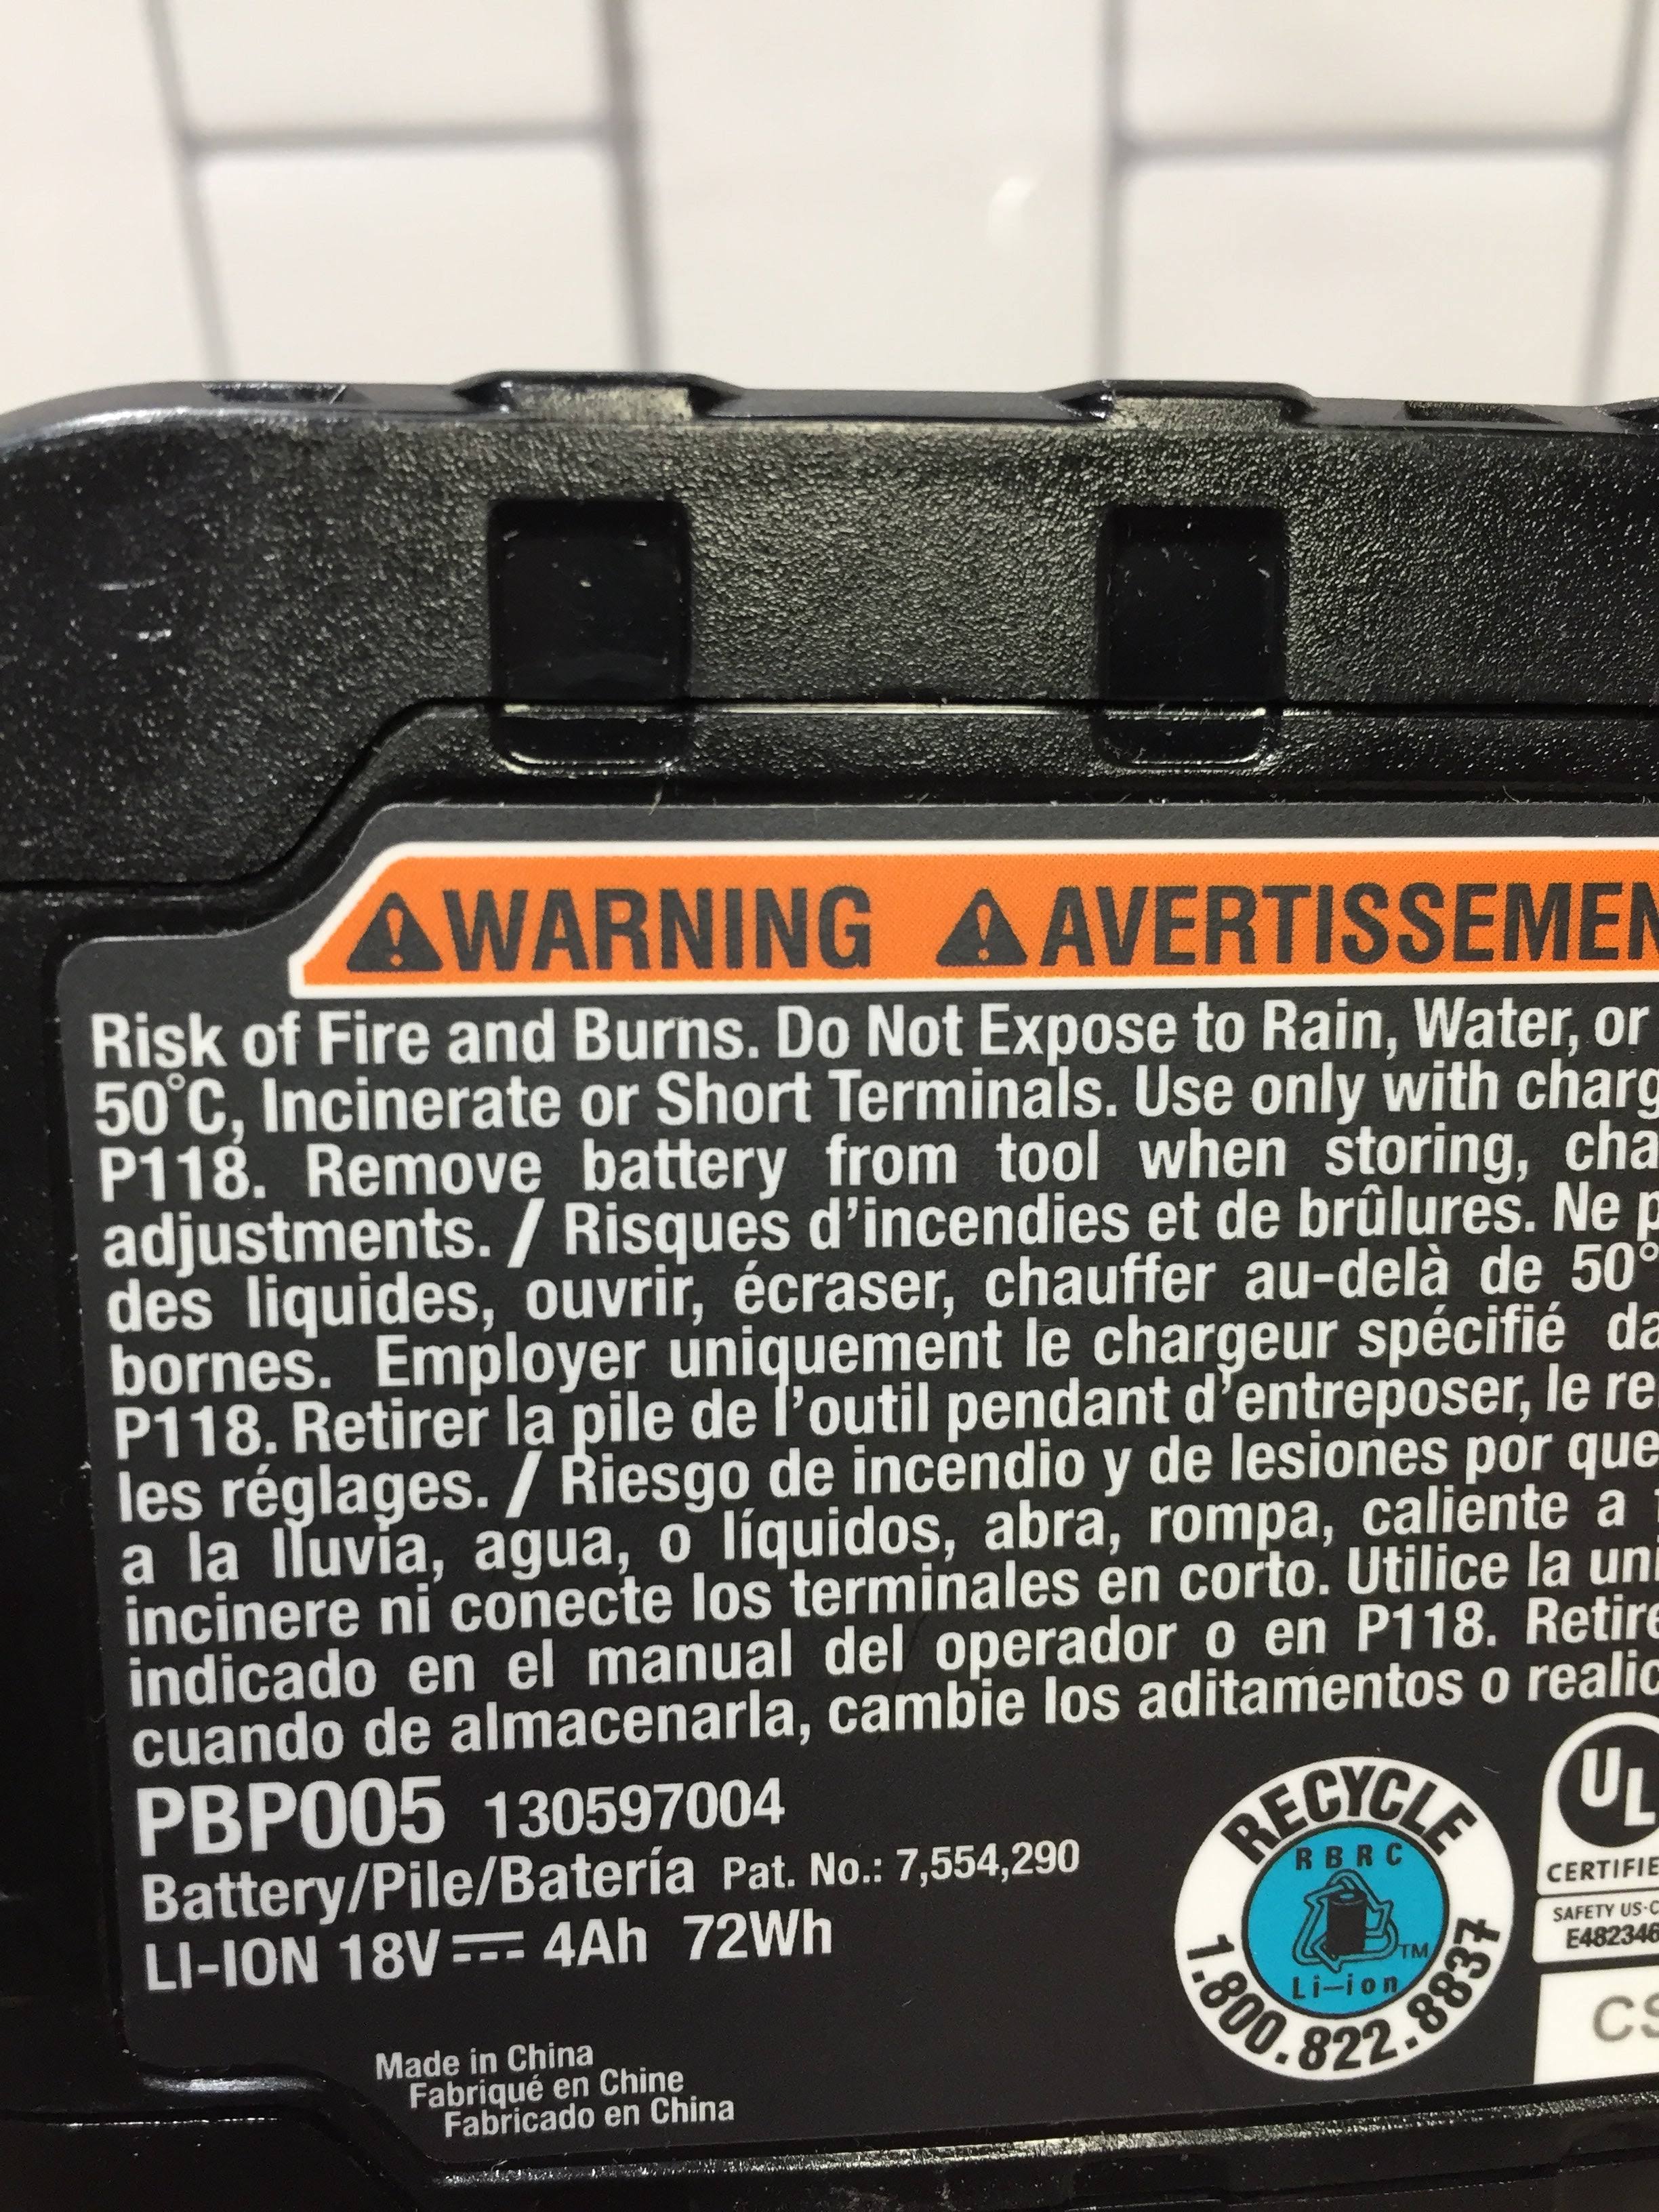 WARNING AVERTISSEMEN
Risk of Fire and Burns. Do Not Expose to Rain, Water, or
50°C, Incinerate or Short Terminals. Use only with charg
P118. Remove battery from tool when storing, cha
adjustments. / Risques d'incendies et de brûlures. Ne p
des liquides, ouvrir, écraser, chauffer au-delà de 50°
bornes. Employer uniquement le chargeur spécifié da
P118. Retirer la pile de l'outil pendant d'entreposer, le re
les réglages. / Riesgo de incendio y de lesiones por que
a la lluvia, agua, o líquidos, abra, rompa, caliente a
incinere ni conecte los terminales en corto. Utilice la uni
indicado en el manual del operador o en P118. Retire
cuando de almacenarla, cambie los aditamentos o realic
PBP005 130597004
Battery/Pile/Batería Pat. No.: 7,554,290
LI-ION 18V⎓ 4Ah 72Wh
Made in China
Fabriqué en Chine
Fabricado en China
RECYCLE
RBRC
TM
Li-ion
1.800.822.8837
UL
CERTIFIE
SAFETY US-C
E482346
CS